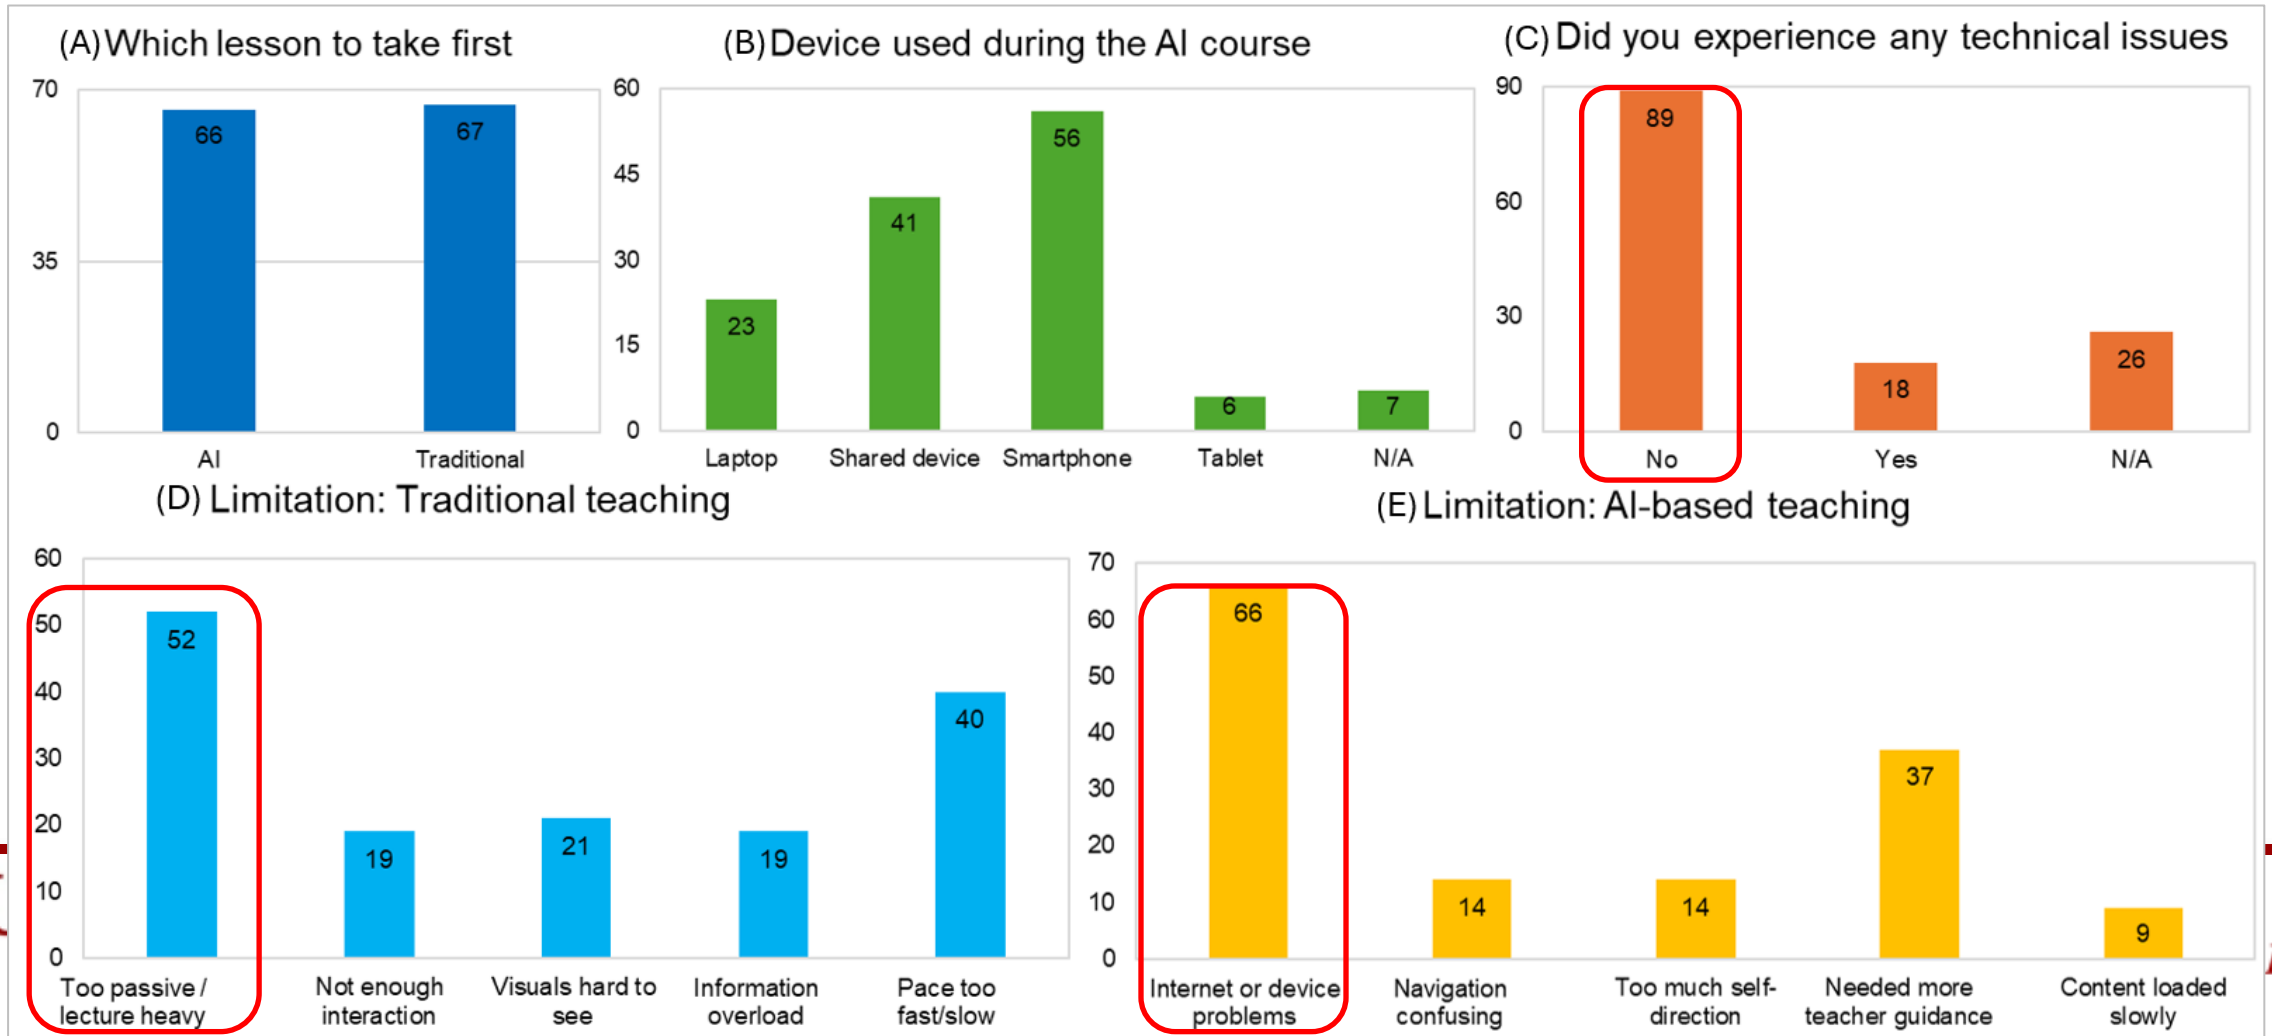 (A) Which lesson to take first
70
35
0
66
67
AI
Traditional
(B) Device used during the AI course
60
45
30
15
0
23
41
56
6
7
Laptop
Shared device
Smartphone
Tablet
N/A
(C) Did you experience any technical issues
90
60
30
0
89
18
26
No
Yes
N/A
(D) Limitation: Traditional teaching
60
50
40
30
20
10
0
52
19
21
19
40
Too passive /
lecture heavy
Not enough
interaction
Visuals hard to
see
Information
overload
Pace too
fast/slow
(E) Limitation: AI-based teaching
70
60
50
40
30
20
10
0
66
14
14
37
9
Internet or device
problems
Navigation
confusing
Too much self-
direction
Needed more
teacher guidance
Content loaded
slowly